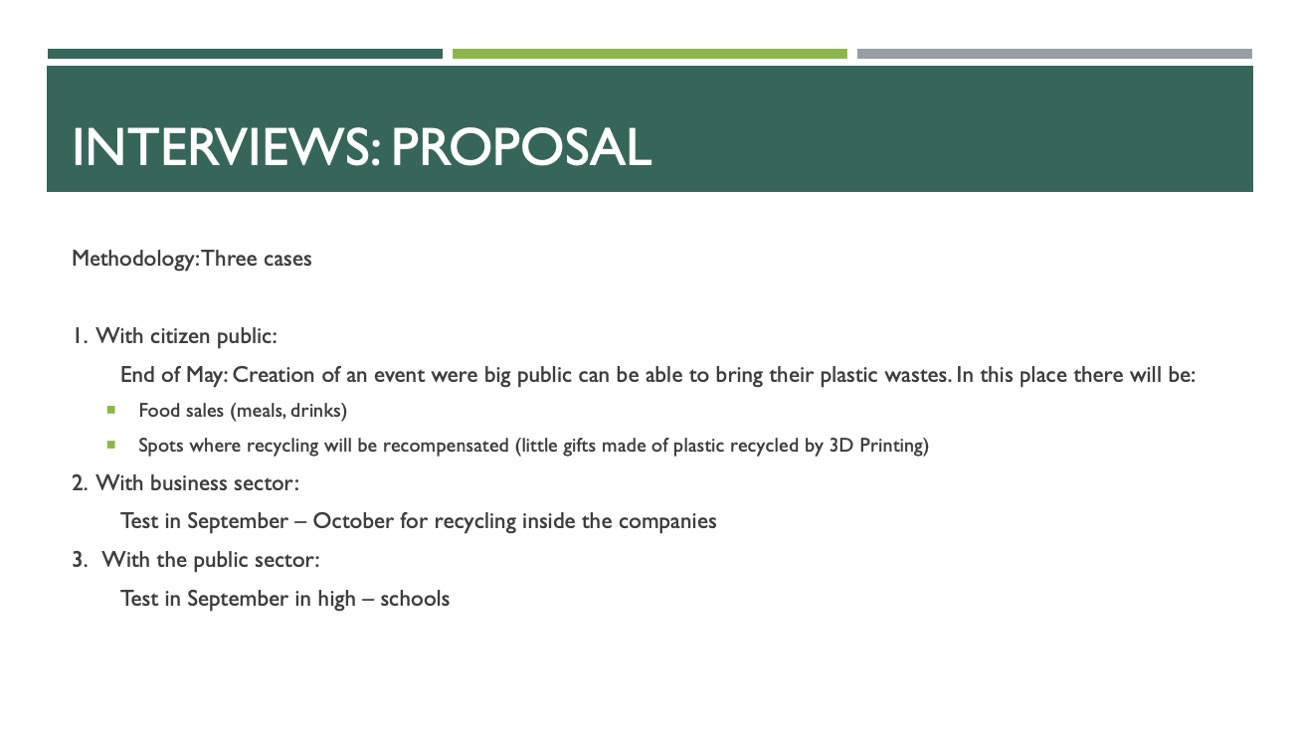 INTERVIEWS: PROPOSAL
Methodology: Three cases
1. With citizen public:
End of May: Creation of an event were big public can be able to bring their plastic wastes. In this place there will be:
Food sales (meals, drinks)
Spots where recycling will be recompensated (little gifts made of plastic recycled by 3D Printing)
2. With business sector:
Test in September – October for recycling inside the companies
3. With the public sector:
Test in September in high – schools